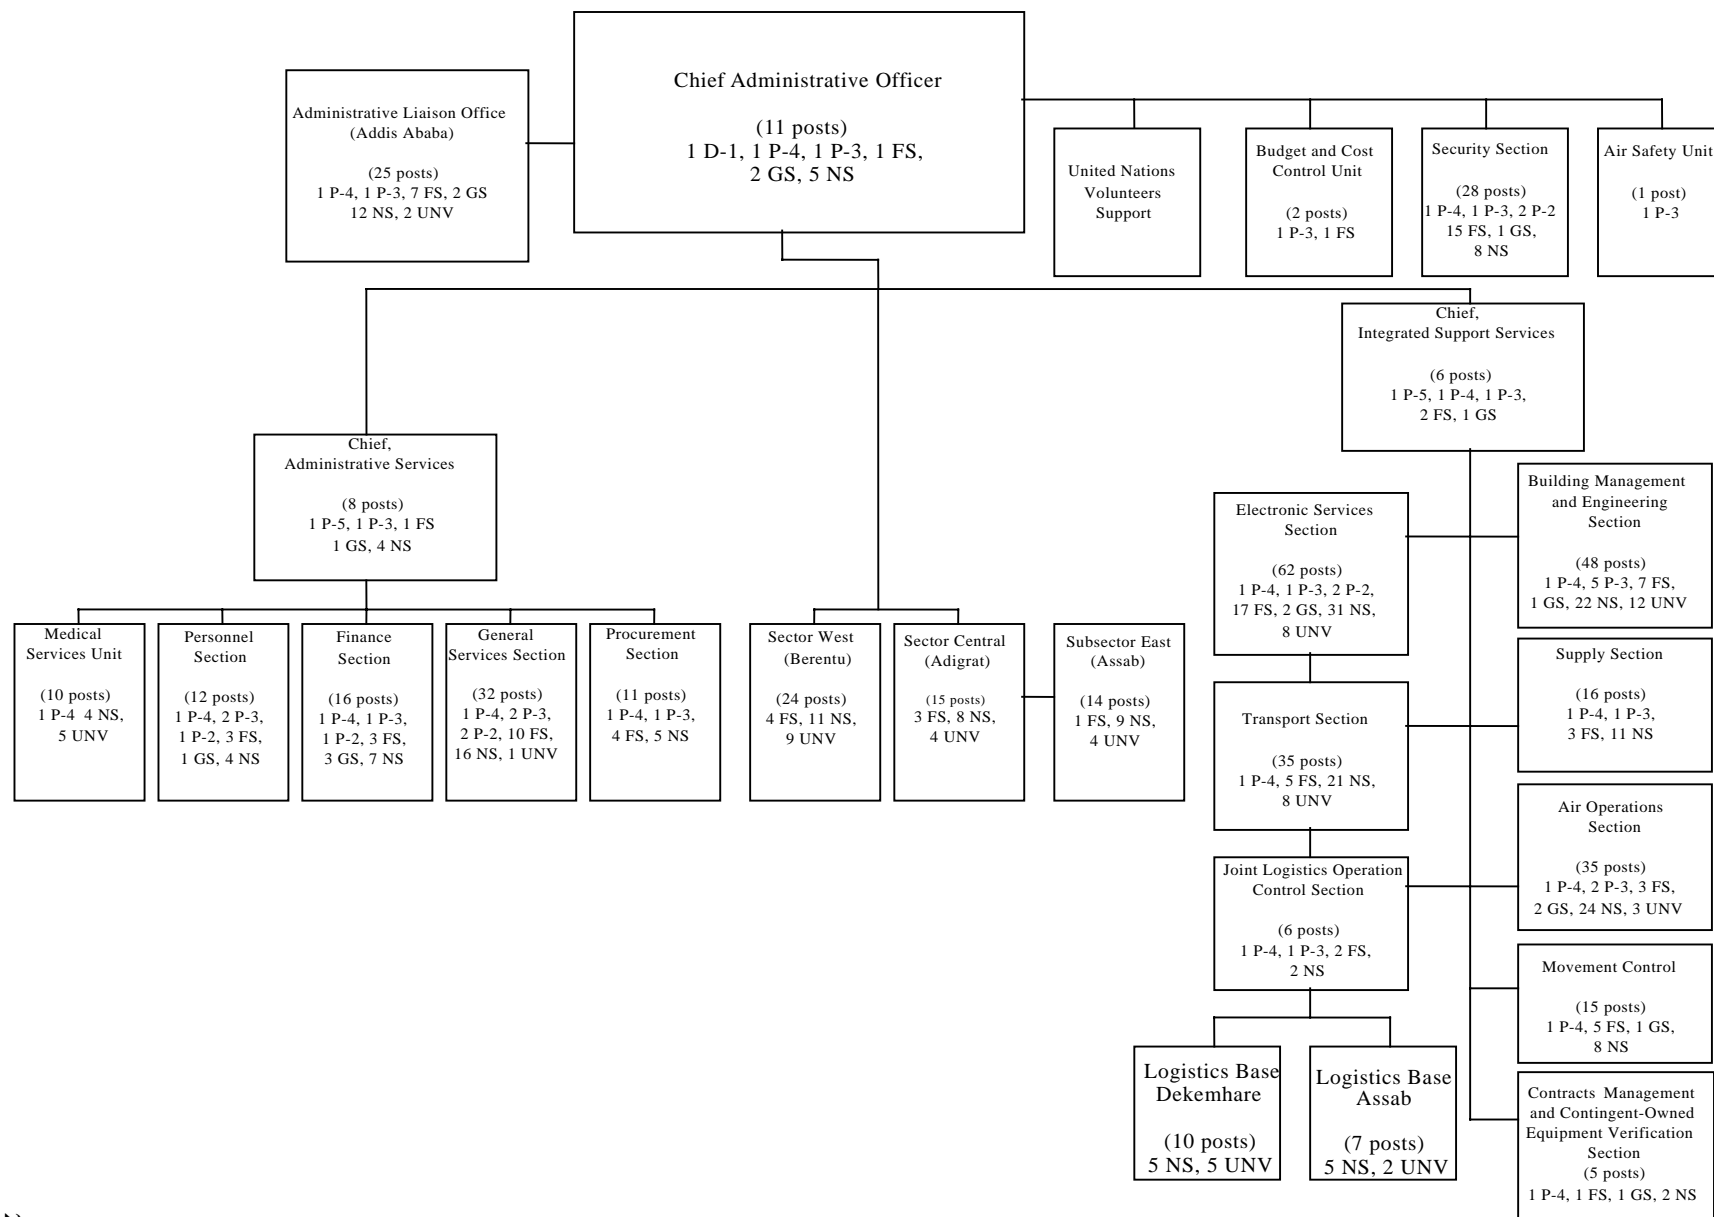 Chief Administrative Officer
(11 posts)
1 D-1, 1 P-4, 1 P-3, 1 FS,
2 GS, 5 NS
Administrative Liaison Office
(Addis Ababa)
(25 posts)
1 P-4, 1 P-3, 7 FS, 2 GS
12 NS, 2 UNV
United Nations
Volunteers
Support
Budget and Cost
Control Unit
(2 posts)
1 P-3, 1 FS
Security Section
(28 posts)
1 P-4, 1 P-3, 2 P-2
15 FS, 1 GS,
8 NS
Air Safety Unit
(1 post)
1 P-3
Chief,
Integrated Support Services
(6 posts)
1 P-5, 1 P-4, 1 P-3,
2 FS, 1 GS
Chief,
Administrative Services
(8 posts)
1 P-5, 1 P-3, 1 FS
1 GS, 4 NS
Medical
Services Unit
(10 posts)
1 P-4 4 NS,
5 UNV
Personnel
Section
(12 posts)
1 P-4, 2 P-3,
1 P-2, 3 FS,
1 GS, 4 NS
Finance
Section
(16 posts)
1 P-4, 1 P-3,
1 P-2, 3 FS,
3 GS, 7 NS
General
Services Section
(32 posts)
1 P-4, 2 P-3,
2 P-2, 10 FS,
16 NS, 1 UNV
Procurement
Section
(11 posts)
1 P-4, 1 P-3,
4 FS, 5 NS
Sector West
(Berentu)
(24 posts)
4 FS, 11 NS,
9 UNV
Sector Central
(Adigrat)
(15 posts)
3 FS, 8 NS,
4 UNV
Subsector East
(Assab)
(14 posts)
1 FS, 9 NS,
4 UNV
Electronic Services
Section
(62 posts)
1 P-4, 1 P-3, 2 P-2,
17 FS, 2 GS, 31 NS,
8 UNV
Building Management
and Engineering
Section
(48 posts)
1 P-4, 5 P-3, 7 FS,
1 GS, 22 NS, 12 UNV
Transport Section
(35 posts)
1 P-4, 5 FS, 21 NS,
8 UNV
Supply Section
(16 posts)
1 P-4, 1 P-3,
3 FS, 11 NS
Joint Logistics Operation
Control Section
(6 posts)
1 P-4, 1 P-3, 2 FS,
2 NS
Air Operations
Section
(35 posts)
1 P-4, 2 P-3, 3 FS,
2 GS, 24 NS, 3 UNV
Movement Control
(15 posts)
1 P-4, 5 FS, 1 GS,
8 NS
Logistics Base
Dekemhare
(10 posts)
5 NS, 5 UNV
Logistics Base
Assab
(7 posts)
5 NS, 2 UNV
Contracts Management
and Contingent-Owned
Equipment Verification
Section
(5 posts)
1 P-4, 1 FS, 1 GS, 2 NS